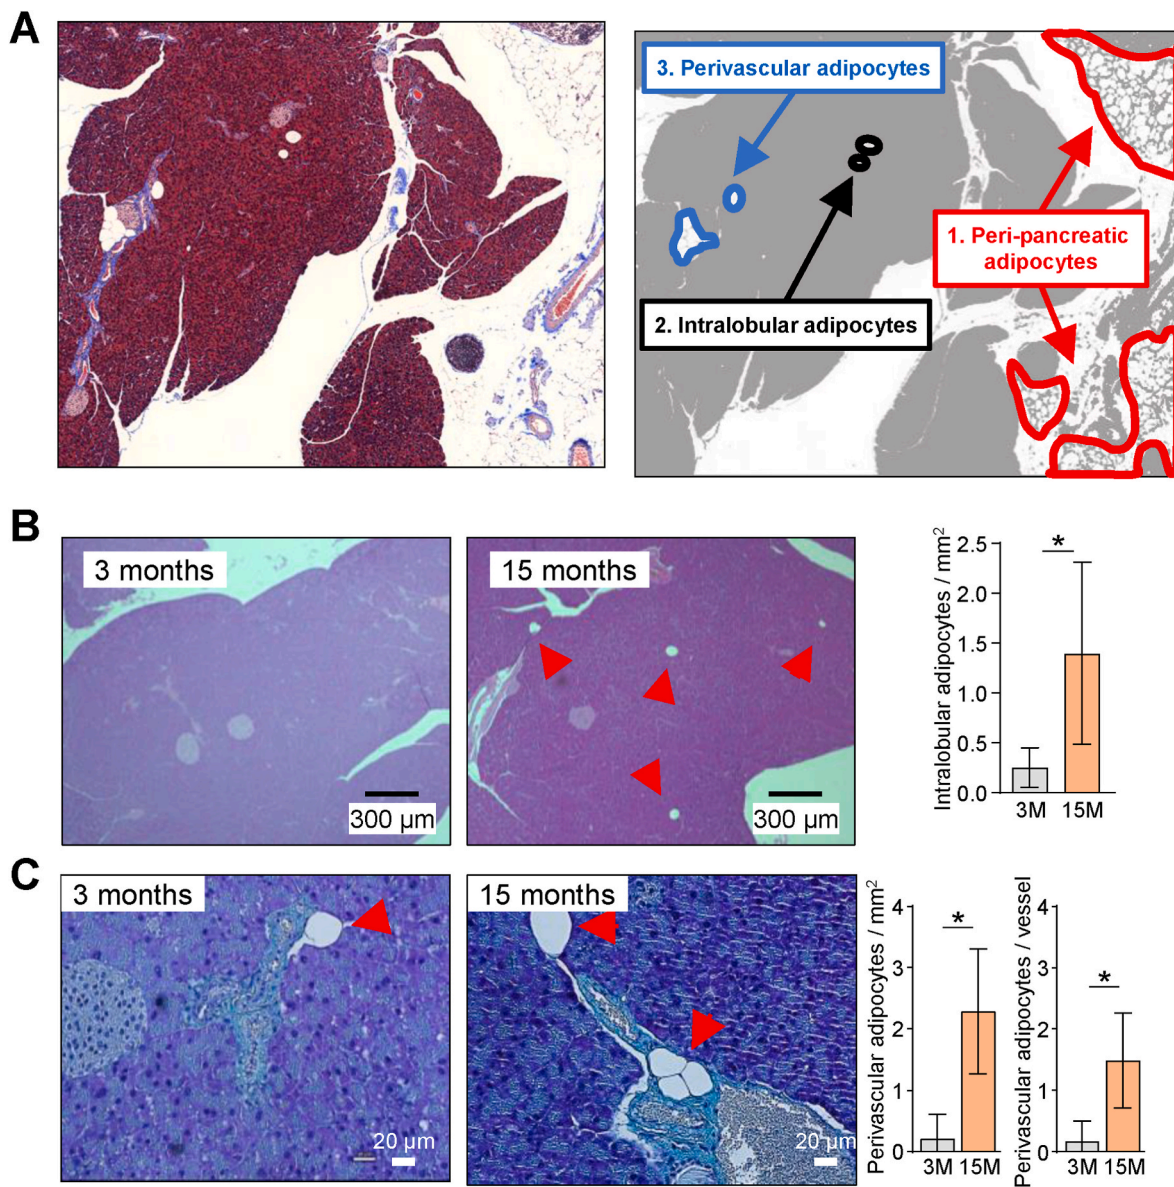 A
3. Perivascular adipocytes
1. Peri-pancreatic
adipocytes
2. Intralobular adipocytes
B
3 months
300 µm
15 months
300 µm
Intralobular adipocytes / mm²
2.5
2.0
1.5
1.0
0.5
0.0
*
3M 15M
C
3 months
20 µm
15 months
20 µm
Perivascular adipocytes / mm²
4
3
2
1
0
*
3M 15M
Perivascular adipocytes / vessel
4
3
2
1
0
*
3M 15M